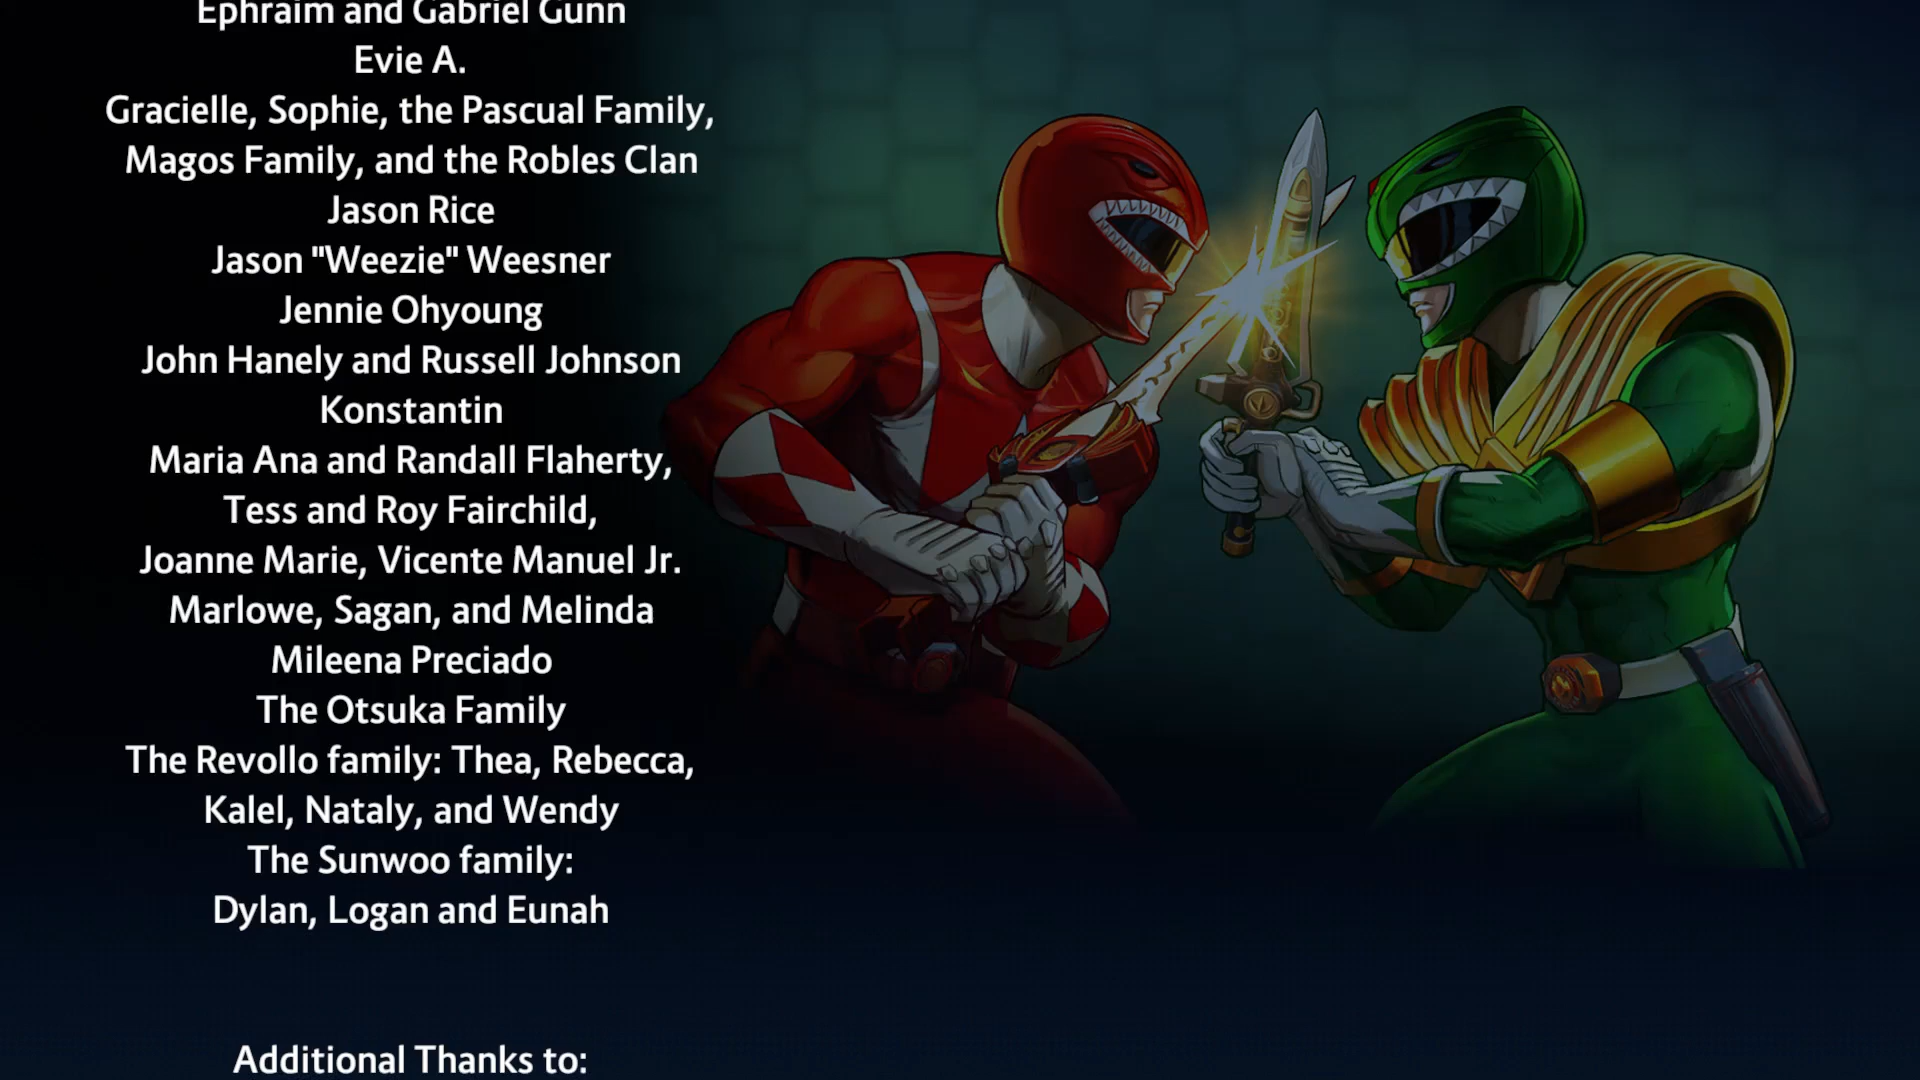 Ephraim and Gabriel Gunn
Evie A.
Gracielle, Sophie, the Pascual Family,
Magos Family, and the Robles Clan
Jason Rice
Jason "Weezie" Weesner
Jennie Ohyoung
John Hanely and Russell Johnson
Konstantin
Maria Ana and Randall Flaherty,
Tess and Roy Fairchild,
Joanne Marie, Vicente Manuel Jr.
Marlowe, Sagan, and Melinda
Mileena Preciado
The Otsuka Family
The Revollo family: Thea, Rebecca,
Kalel, Nataly, and Wendy
The Sunwoo family:
Dylan, Logan and Eunah
Additional Thanks to: